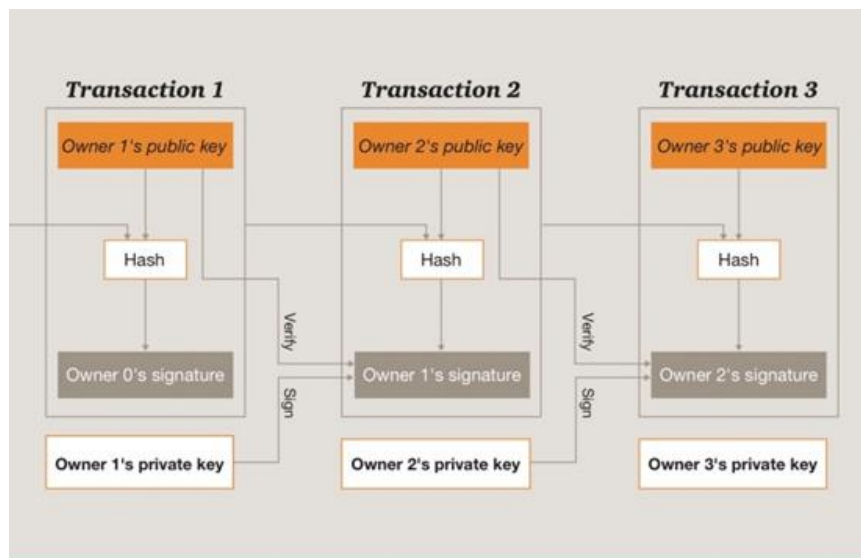 Transaction 1
Transaction 2
Transaction 3
Owner 1's public key
Owner 2's public key
Owner 3's public key
Hash
Hash
Hash
Verify
Verify
Owner 0's signature
Owner 1's signature
Owner 2's signature
Sign
Sign
Owner 1's private key
Owner 2's private key
Owner 3's private key